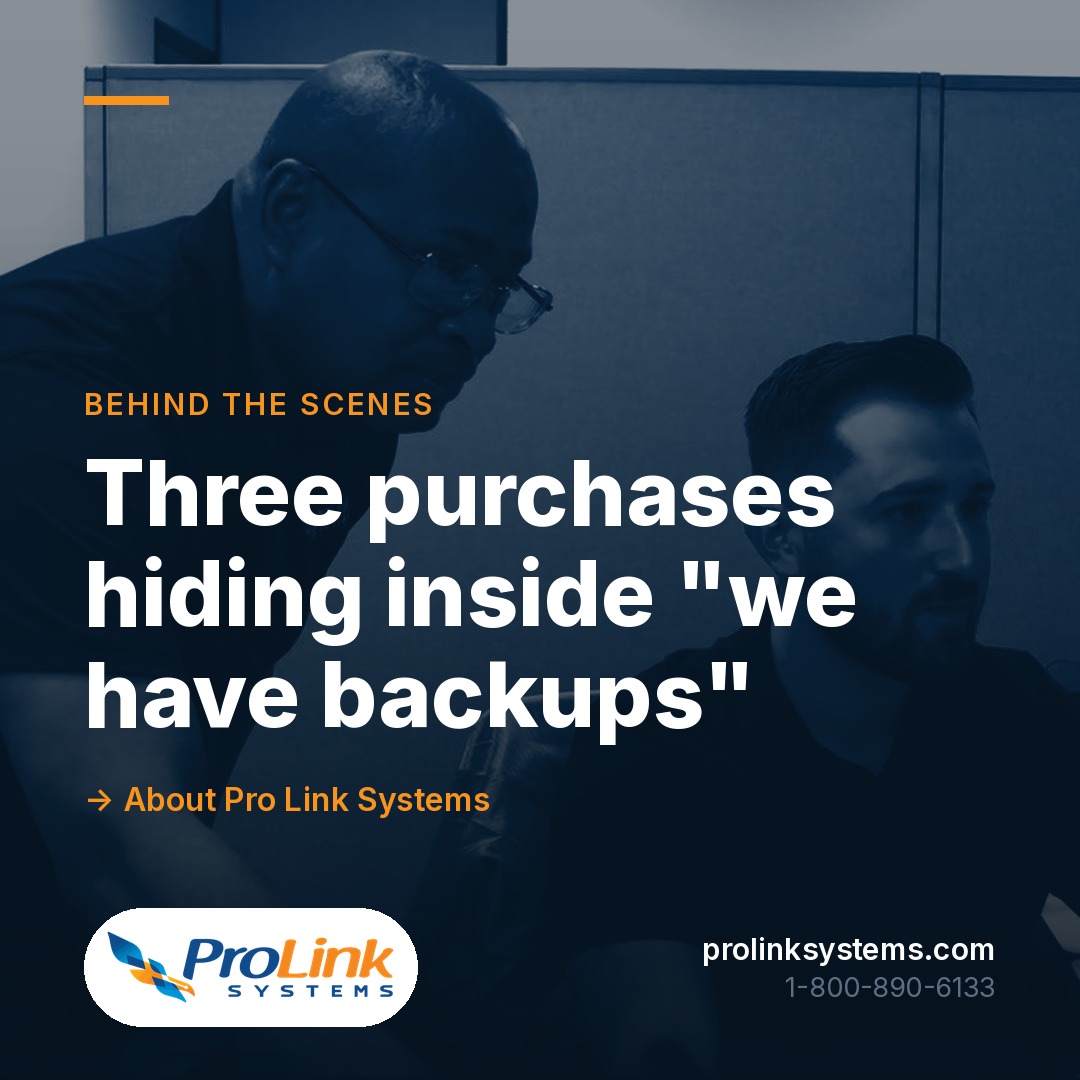 BEHIND THE SCENES
Three purchases
hiding inside "we
have backups"
→ About Pro Link Systems
ProLink
SYSTEMS
prolinksystems.com
1-800-890-6133